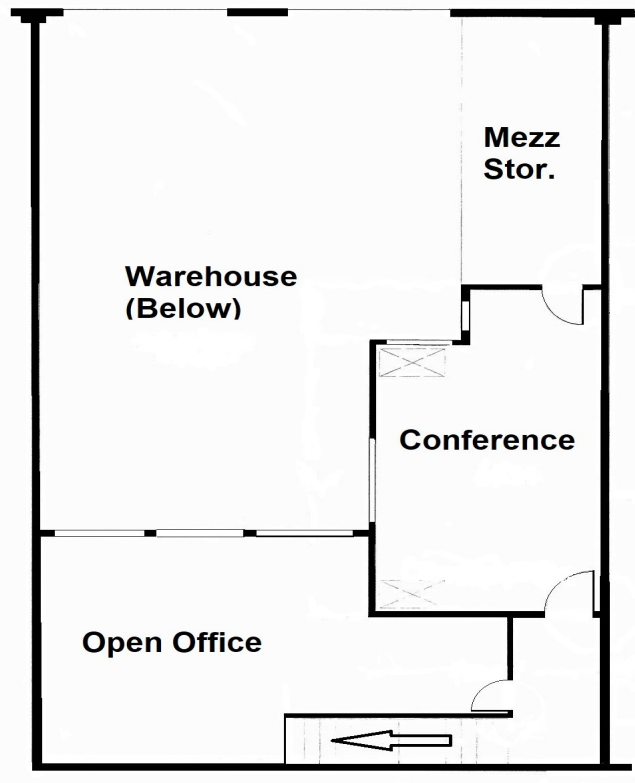 Mezz
Stor.
Warehouse
(Below)
Conference
Open Office